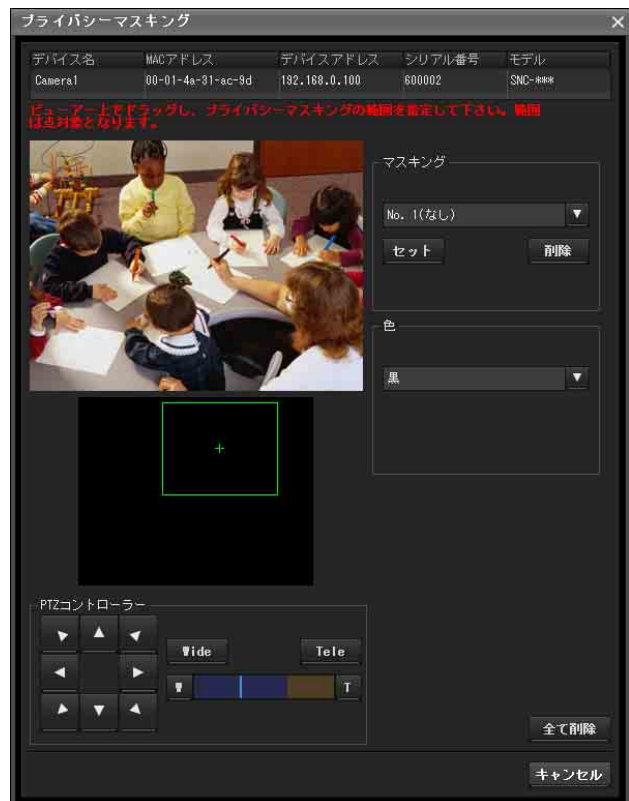 プライバシーマスキング
デバイス名 MACアドレス デバイスアドレス シリアル番号 モデル
Camera1 00-01-4a-31-ac-9d 192.168.0.100 600002 SNC-***
ビューアー上でドラッグし、プライバシーマスキングの範囲を指定して下さい。範囲
は点対象となります。
マスキング
No. 1(なし)
セット 削除
色
黒
PTZコントローラー
Wide Tele
W T
全て削除
キャンセル